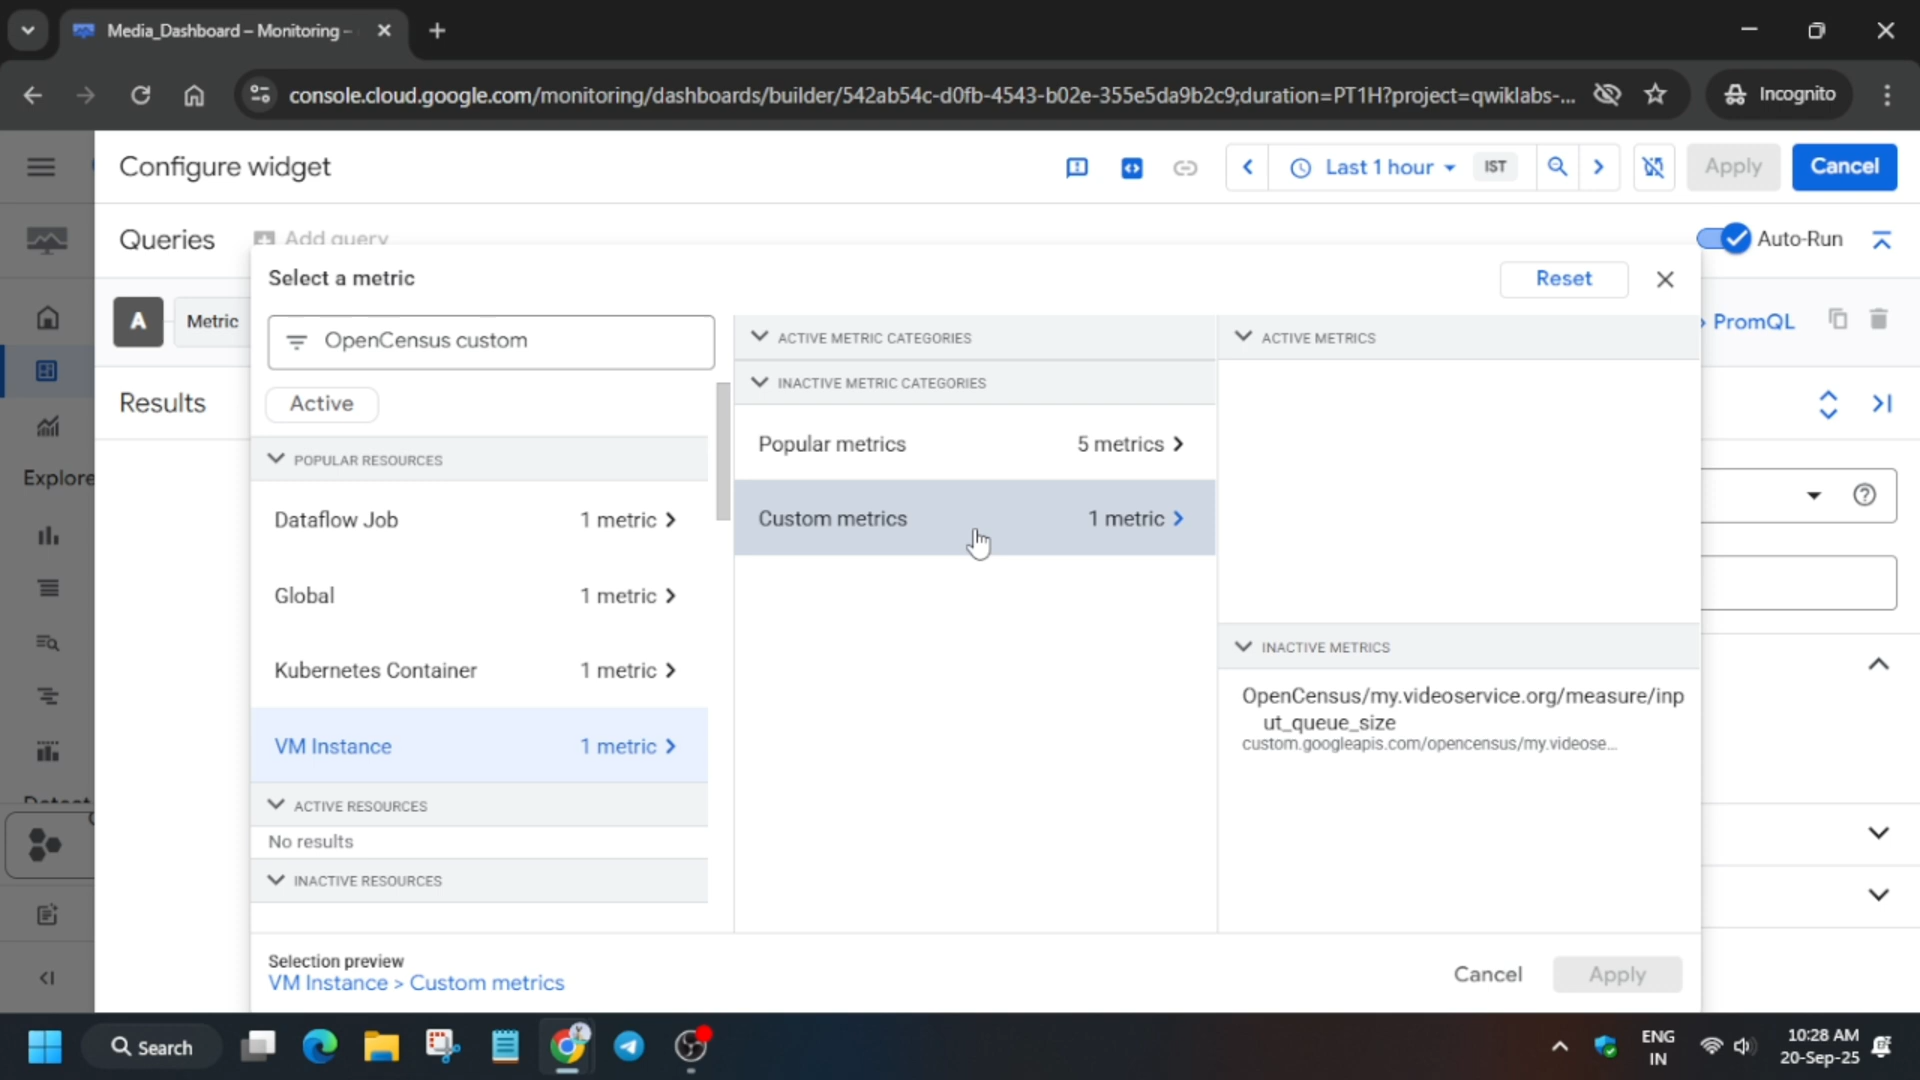 Media_Dashboard – Monitoring –
console.cloud.google.com/monitoring/dashboards/builder/542ab54c-d0fb-4543-b02e-355e5da9b2c9;duration=PT1H?project=qwiklabs-...
Incognito
Configure widget
Last 1 hour
IST
Apply
Cancel
Queries
Add query
Auto-Run
Select a metric
Reset
A
Metric
PromQL
OpenCensus custom
ACTIVE METRIC CATEGORIES
ACTIVE METRICS
INACTIVE METRIC CATEGORIES
Results
Active
Popular metrics
5 metrics
POPULAR RESOURCES
Explore
Dataflow Job
1 metric
Custom metrics
1 metric
Global
1 metric
INACTIVE METRICS
Kubernetes Container
1 metric
OpenCensus/my.videoservice.org/measure/inp
ut_queue_size
custom.googleapis.com/opencensus/my.videose...
VM Instance
1 metric
ACTIVE RESOURCES
No results
INACTIVE RESOURCES
Selection preview
VM Instance > Custom metrics
Cancel
Apply
Search
ENG
IN
10:28 AM
20-Sep-25